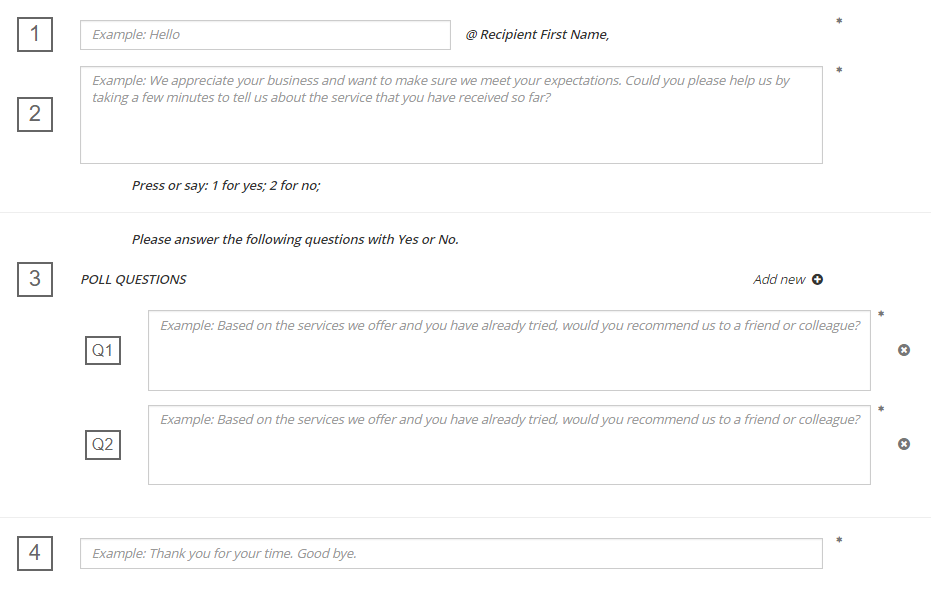 1
Example: Hello
@ Recipient First Name,
*
2
Example: We appreciate your business and want to make sure we meet your expectations. Could you please help us by
taking a few minutes to tell us about the service that you have received so far?
*
Press or say: 1 for yes; 2 for no;
Please answer the following questions with Yes or No.
3
POLL QUESTIONS
Add new
Q1
Example: Based on the services we offer and you have already tried, would you recommend us to a friend or colleague?
*
Q2
Example: Based on the services we offer and you have already tried, would you recommend us to a friend or colleague?
*
4
Example: Thank you for your time. Good bye.
*